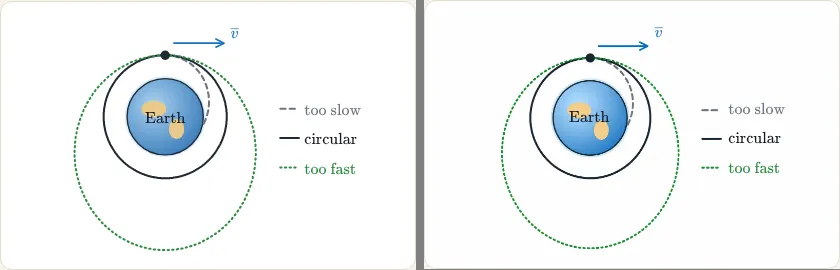 v̅
Earth
too slow
circular
too fast
v̅
Earth
too slow
circular
too fast